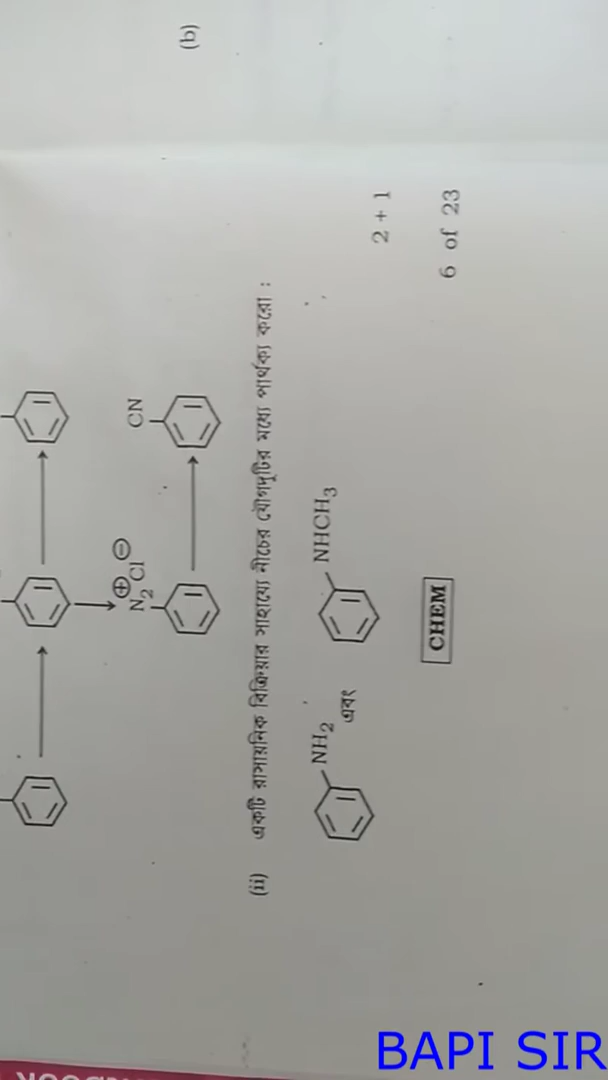 N₂ Cl
CN
(ii) একটি রাসায়নিক বিক্রিয়ার সাহায্যে নীচের যৌগদুটির মধ্যে পার্থক্য করো :
NH₂ এবং NHCH₃
2 + 1
CHEM
6 of 23
(b)
BAPI SIR